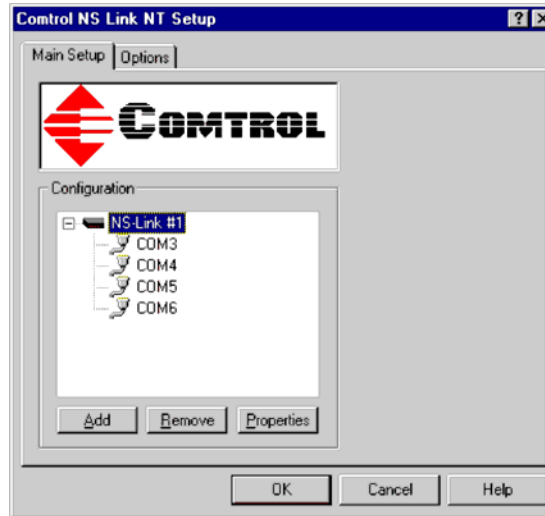 Comtrol NS Link NT Setup
Main Setup Options
COMTROL
Configuration
NS-Link #1
COM3
COM4
COM5
COM6
Add Remove Properties
OK Cancel Help